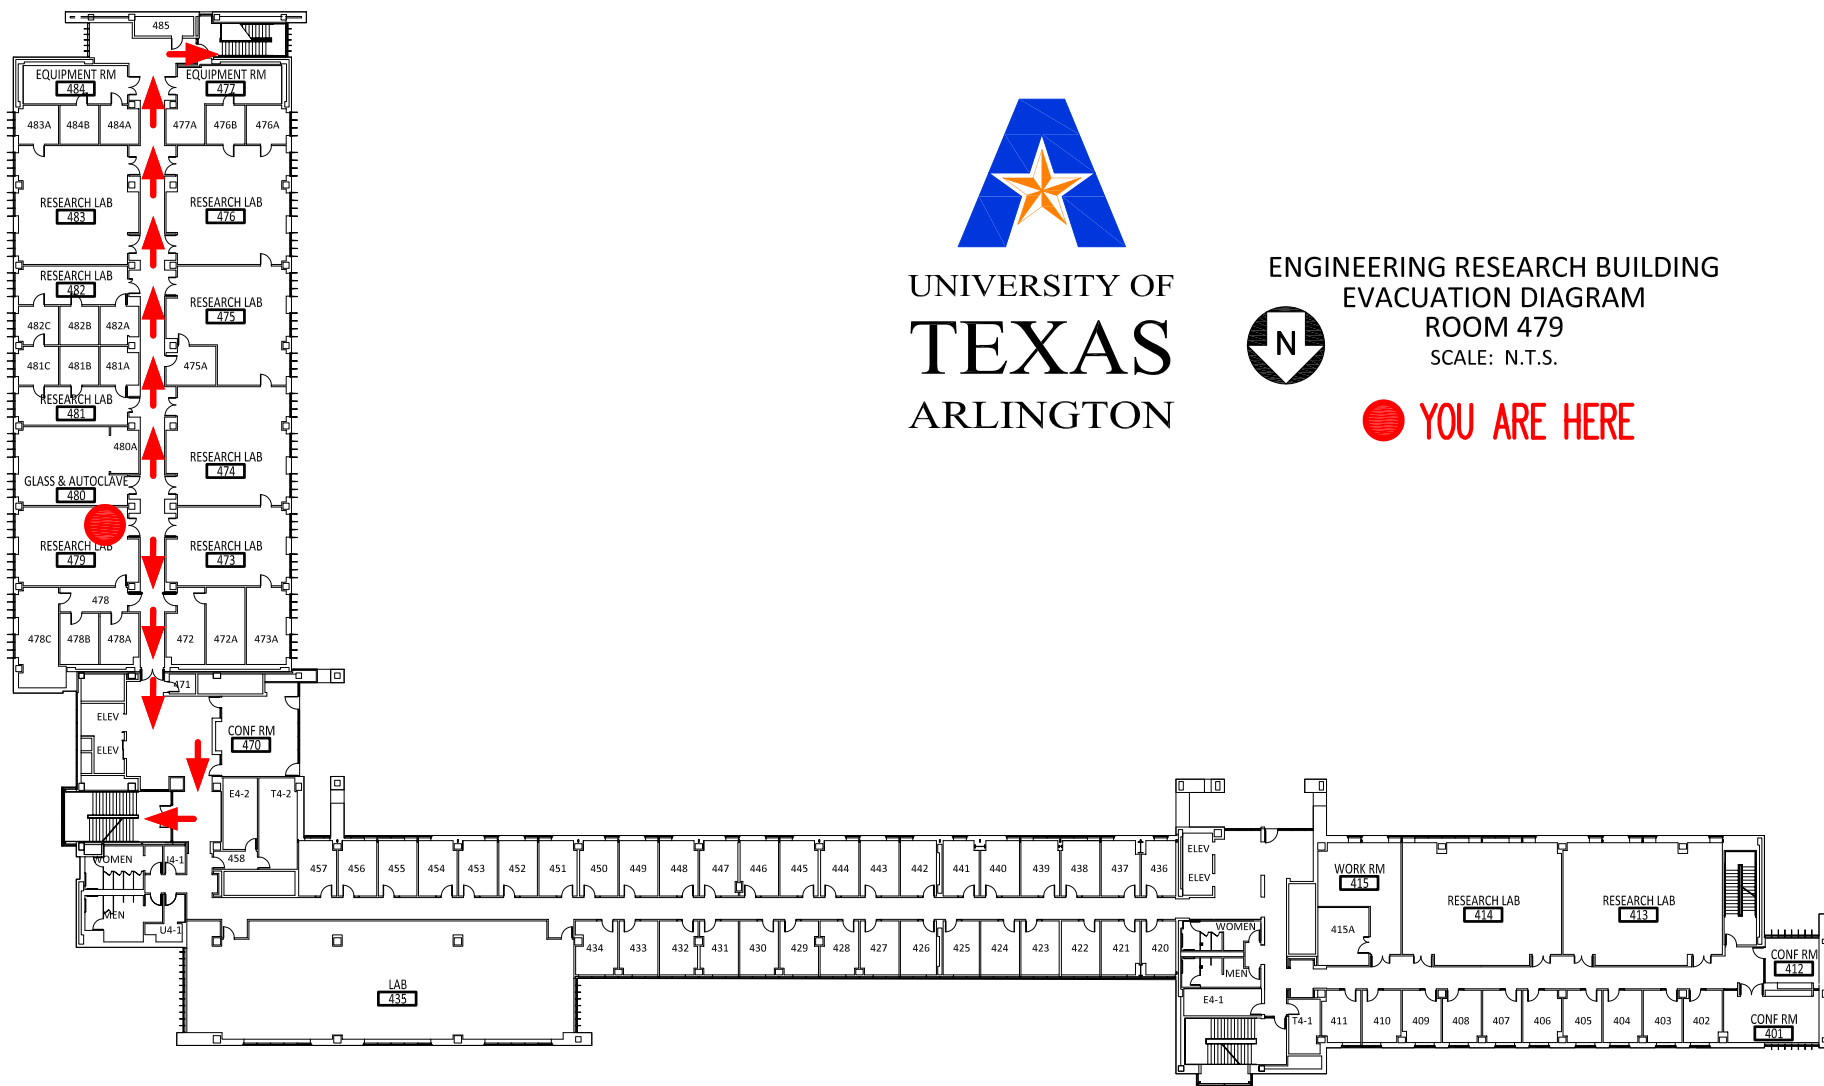 485
EQUIPMENT RM
484
EQUIPMENT RM
477
483A
484B
484A
477A
476B
476A
RESEARCH LAB
483
RESEARCH LAB
476
RESEARCH LAB
482
RESEARCH LAB
475
482C
482B
482A
481C
481B
481A
475A
RESEARCH LAB
481
480A
RESEARCH LAB
474
GLASS & AUTOCLAVE
480
RESEARCH LAB
479
RESEARCH LAB
473
478
478C
478B
478A
472
472A
473A
471
ELEV
ELEV
CONF RM
470
E4-2
T4-2
WOMEN
J4-1
458
MEN
U4-1
457
456
455
454
453
452
451
450
449
448
447
446
445
444
443
442
441
440
439
438
437
436
434
433
432
431
430
429
428
427
426
425
424
423
422
421
420
LAB
435
ELEV
ELEV
WOMEN
MEN
E4-1
T4-1
WORK RM
415
415A
RESEARCH LAB
414
RESEARCH LAB
413
CONF RM
412
411
410
409
408
407
406
405
404
403
402
CONF RM
401
UNIVERSITY OF
TEXAS
ARLINGTON
ENGINEERING RESEARCH BUILDING
EVACUATION DIAGRAM
ROOM 479
SCALE: N.T.S.
N
YOU ARE HERE